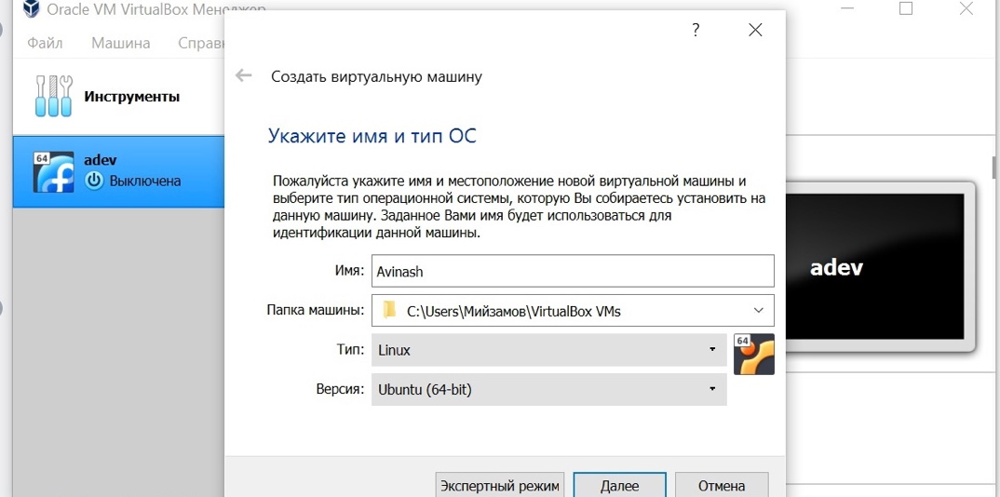 Oracle VM VirtualBox Менеджер
Файл Машина Справк
Инструменты
64
adev
Выключена
?
Создать виртуальную машину
Укажите имя и тип ОС
Пожалуйста укажите имя и местоположение новой виртуальной машины и
выберите тип операционной системы, которую Вы собираетесь установить на
данную машину. Заданное Вами имя будет использоваться для
идентификации данной машины.
Имя: Avinash
Папка машины: C:\Users\Мийзамов\VirtualBox VMs
Тип: Linux
64
Версия: Ubuntu (64-bit)
Экспертный режим Далее Отмена
adev